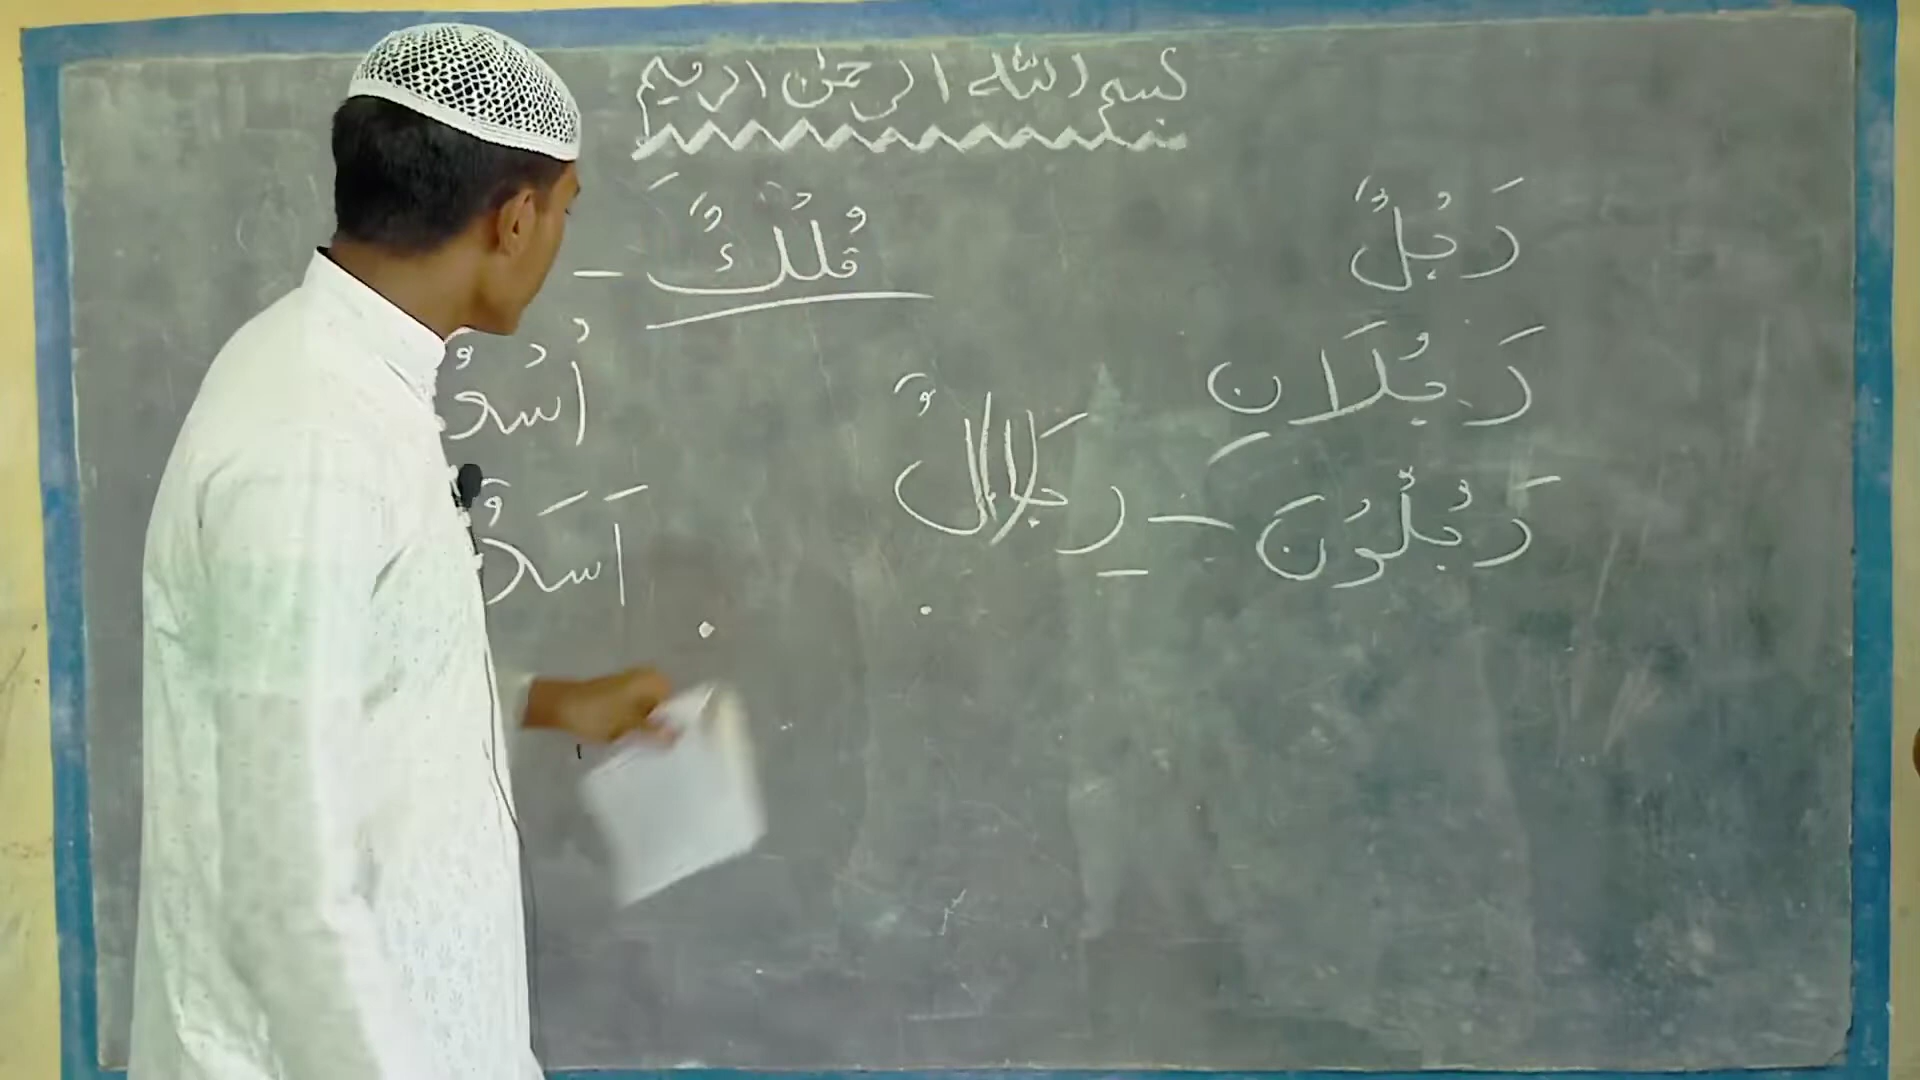 بسم الله الرحمن الرحيم
رَجُلٌ
رَجُلَانِ
رَجُلُوْنَ – رِجَالٌ
فُلُكٌ –
اُسُدٌ
اَسَدٌ